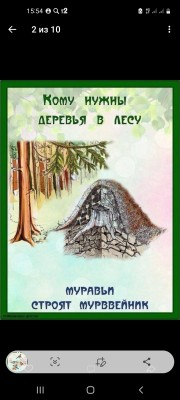 15:54
2 из 10
Кому нужны
деревья в лесу
муравьи
строят мурввейник